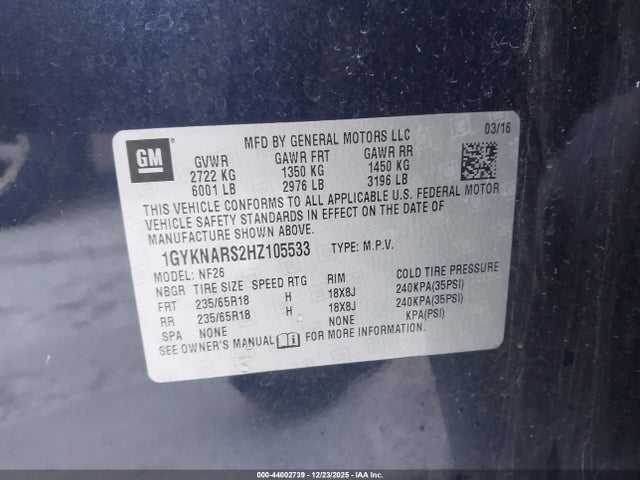 GM
MFD BY GENERAL MOTORS LLC 03/16
GVWR GAWR FRT GAWR RR
2722 KG 1350 KG 1450 KG
6001 LB 2976 LB 3196 LB
THIS VEHICLE CONFORMS TO ALL APPLICABLE U.S. FEDERAL MOTOR
VEHICLE SAFETY STANDARDS IN EFFECT ON THE DATE OF
MANUFACTURE SHOWN ABOVE.
1GYKNARS2HZ105533 TYPE: M.P.V.
MODEL: NF26
NBGR TIRE SIZE SPEED RTG RIM COLD TIRE PRESSURE
FRT 235/65R18 H 18X8J 240KPA(35PSI)
RR 235/65R18 H 18X8J 240KPA(35PSI)
SPA NONE NONE KPA(PSI)
SEE OWNER'S MANUAL FOR MORE INFORMATION.
000-44002739 - 12/23/2025 - IAA Inc.